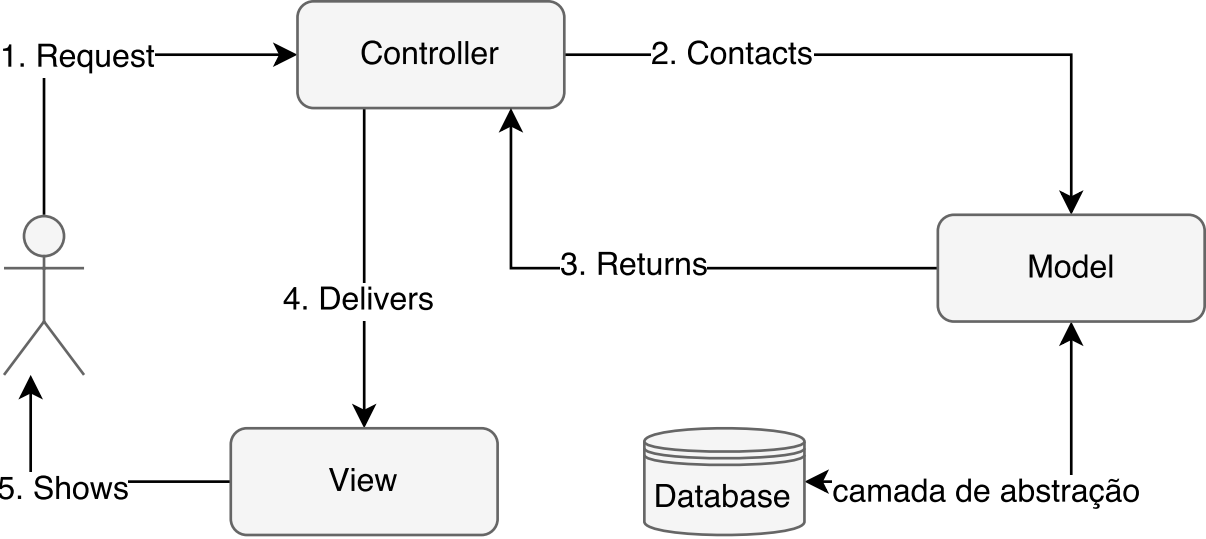 1. Request
Controller
2. Contacts
3. Returns
Model
4. Delivers
5. Shows
View
Database
camada de abstração